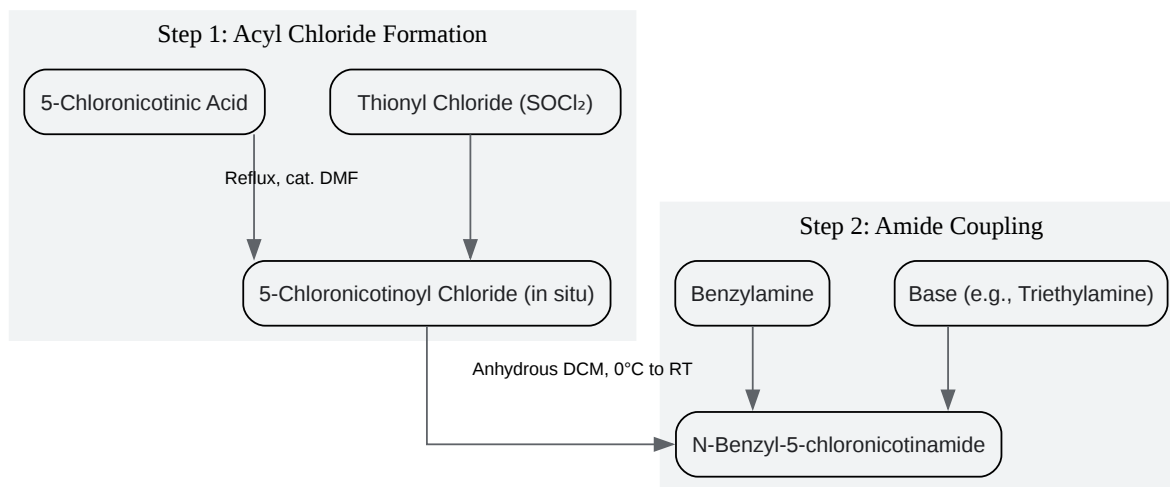 Step 1: Acyl Chloride Formation
5-Chloronicotinic Acid
Thionyl Chloride (SOCl₂)
Reflux, cat. DMF
5-Chloronicotinoyl Chloride (in situ)
Step 2: Amide Coupling
Benzylamine
Base (e.g., Triethylamine)
Anhydrous DCM, 0°C to RT
N-Benzyl-5-chloronicotinamide